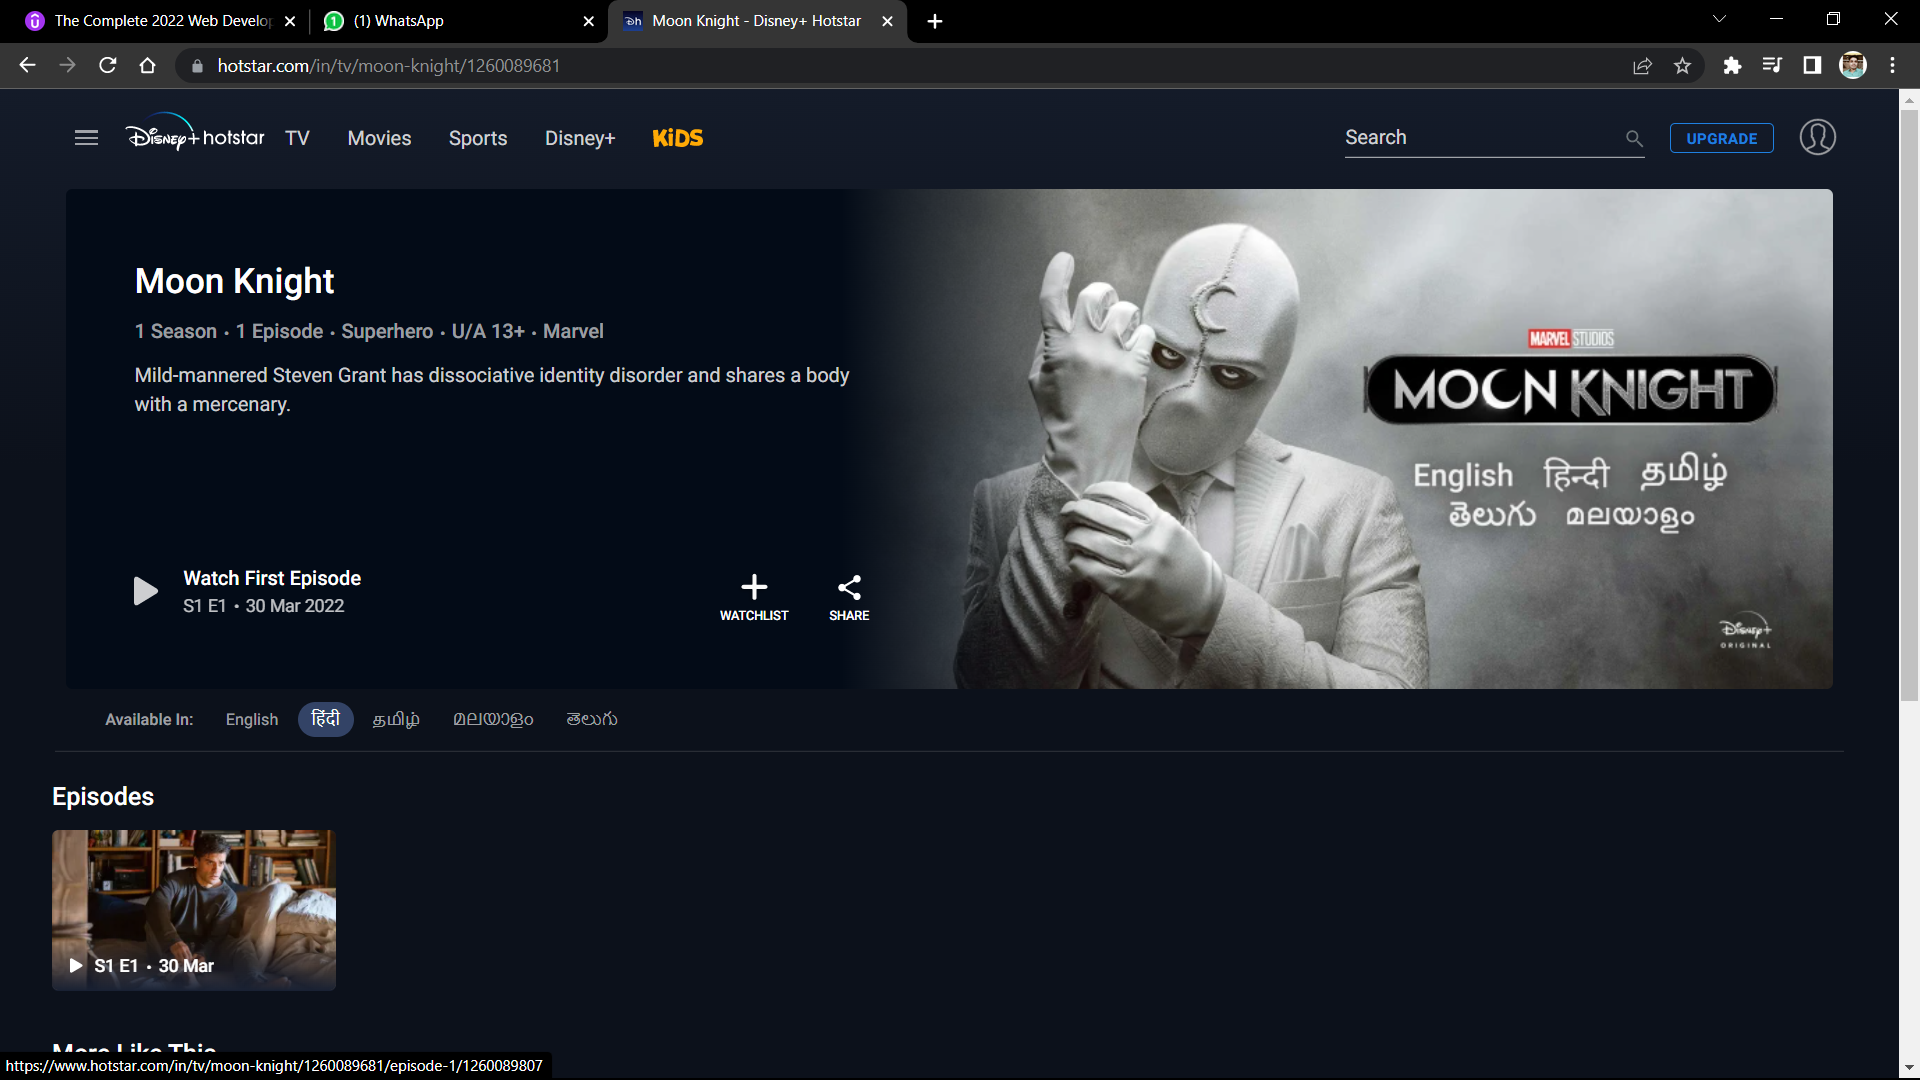 The Complete 2022 Web Develop
(1) WhatsApp
Moon Knight - Disney+ Hotstar
hotstar.com/in/tv/moon-knight/1260089681
Disney+ hotstar
TV
Movies
Sports
Disney+
KiDS
Search
UPGRADE
Moon Knight
1 Season • 1 Episode • Superhero • U/A 13+ • Marvel
Mild-mannered Steven Grant has dissociative identity disorder and shares a body
with a mercenary.
Watch First Episode
S1 E1 • 30 Mar 2022
WATCHLIST
SHARE
MARVEL STUDIOS
MOON KNIGHT
English हिन्दी தமிழ்
తెలుగు മലയാളം
Disney+
ORIGINAL
Available In:
English
हिंदी
தமிழ்
മലയാളം
తెలుగు
Episodes
S1 E1 • 30 Mar
More Like This
https://www.hotstar.com/in/tv/moon-knight/1260089681/episode-1/1260089807